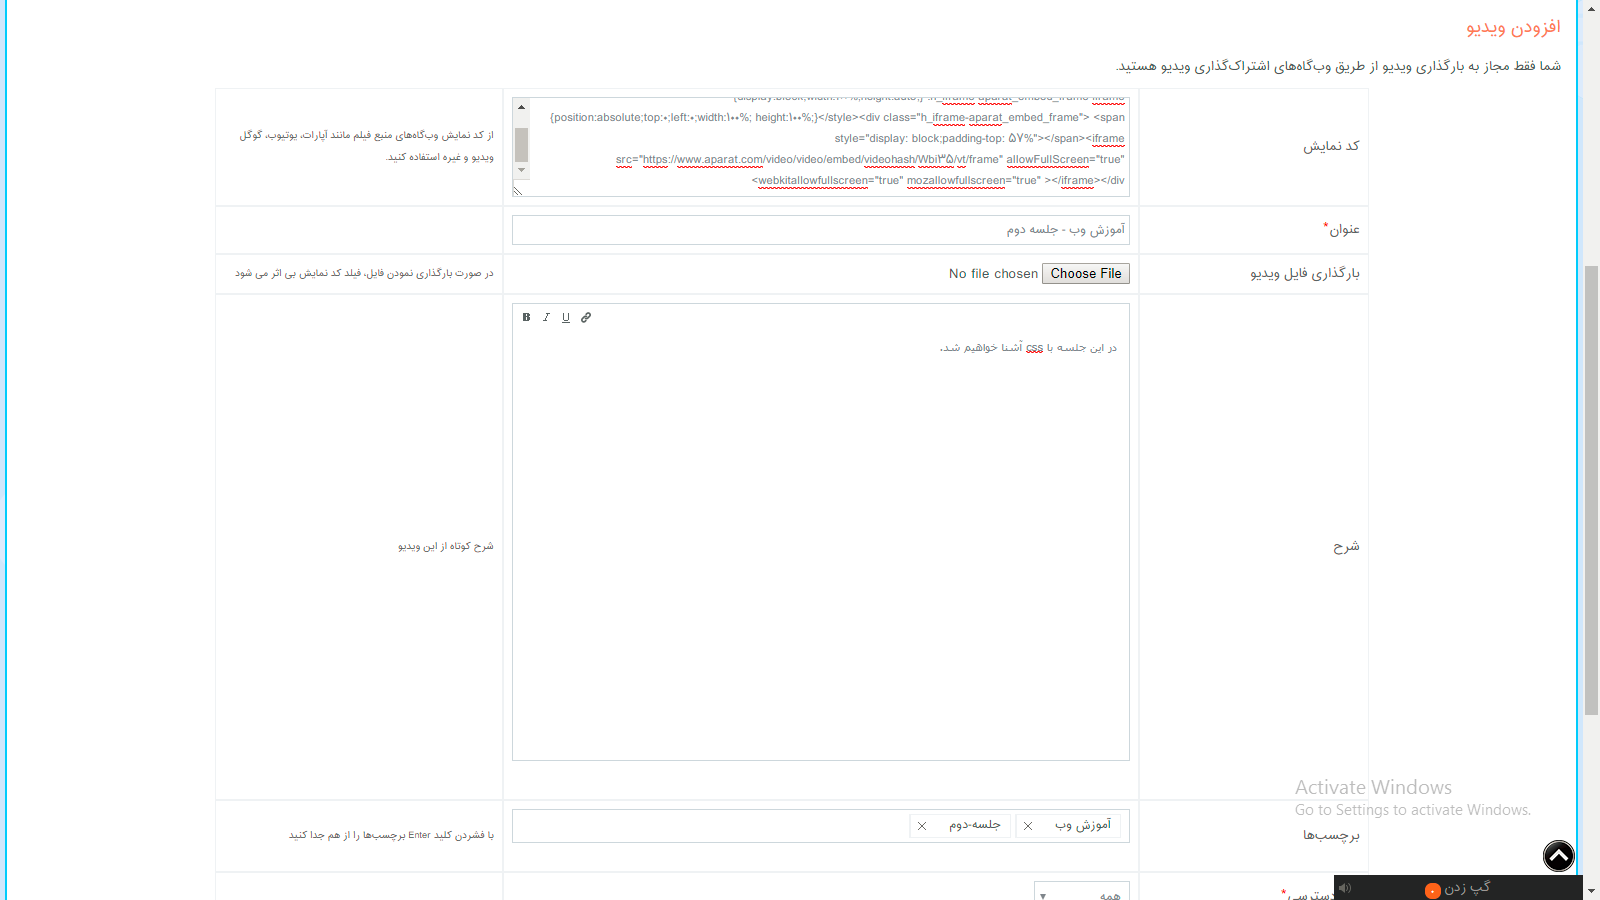 افزودن ویدیو
شما فقط مجاز به بارگذاری ویدیو از طریق وب‌گاه‌های اشتراک‌گذاری ویدیو هستید.
کد نمایش
{position:absolute;top:۰;left:۰;width:۱۰۰%; height:۱۰۰%;}</style><div class="h_iframe-aparat_embed_frame"> <span
style="display: block;padding-top: ۵۷%"></span><iframe
src="https://www.aparat.com/video/video/embed/videohash/Wbi۳۵/vt/frame" allowFullScreen="true"
<webkitallowfullscreen="true" mozallowfullscreen="true" ></iframe></div
از کد نمایش وب‌گاه‌های منبع فیلم مانند آپارات، یوتیوب، گوگل
ویدیو و غیره استفاده کنید.
عنوان*
آموزش وب - جلسه دوم
بارگذاری فایل ویدیو
Choose File No file chosen
در صورت بارگذاری نمودن فایل، فیلد کد نمایش بی اثر می شود
شرح
B I U
در این جلسه با css آشنا خواهیم شد.
شرح کوتاه از این ویدیو
برچسب‌ها
آموزش وب
جلسه-دوم
با فشردن کلید Enter برچسب‌ها را از هم جدا کنید
Activate Windows
Go to Settings to activate Windows.
دسترسی*
همه
گپ زدن